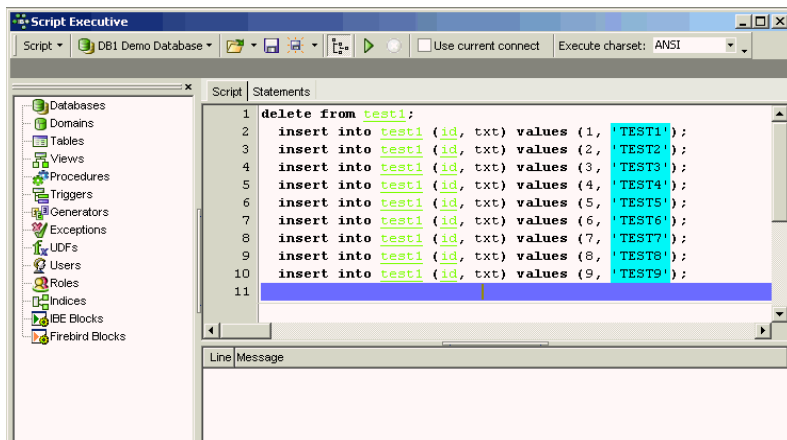 Script Executive
Script DB1 Demo Database Use current connect Execute charset: ANSI
Script Statements
Databases
Domains
Tables
Views
Procedures
Triggers
Generators
Exceptions
UDFs
Users
Roles
Indices
IBE Blocks
Firebird Blocks
1 delete from test1;
2 insert into test1 (id, txt) values (1, 'TEST1');
3 insert into test1 (id, txt) values (2, 'TEST2');
4 insert into test1 (id, txt) values (3, 'TEST3');
5 insert into test1 (id, txt) values (4, 'TEST4');
6 insert into test1 (id, txt) values (5, 'TEST5');
7 insert into test1 (id, txt) values (6, 'TEST6');
8 insert into test1 (id, txt) values (7, 'TEST7');
9 insert into test1 (id, txt) values (8, 'TEST8');
10 insert into test1 (id, txt) values (9, 'TEST9');
11
Line Message